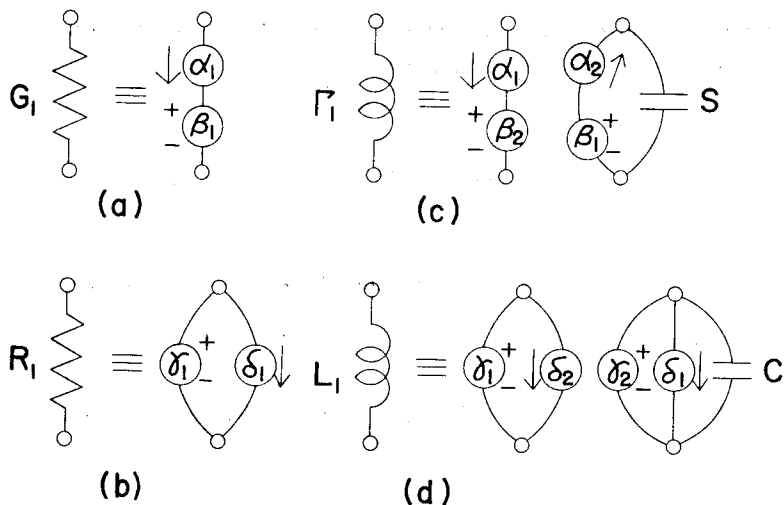 G₁ ≡ α₁ + β₁ −
(a)
Γ₁ ≡ α₁ + β₂ − α₂ β₁ + − S
(c)
R₁ ≡ γ₁ + − δ₁
(b)
L₁ ≡ γ₁ + − δ₂ γ₂ + − δ₁ C
(d)